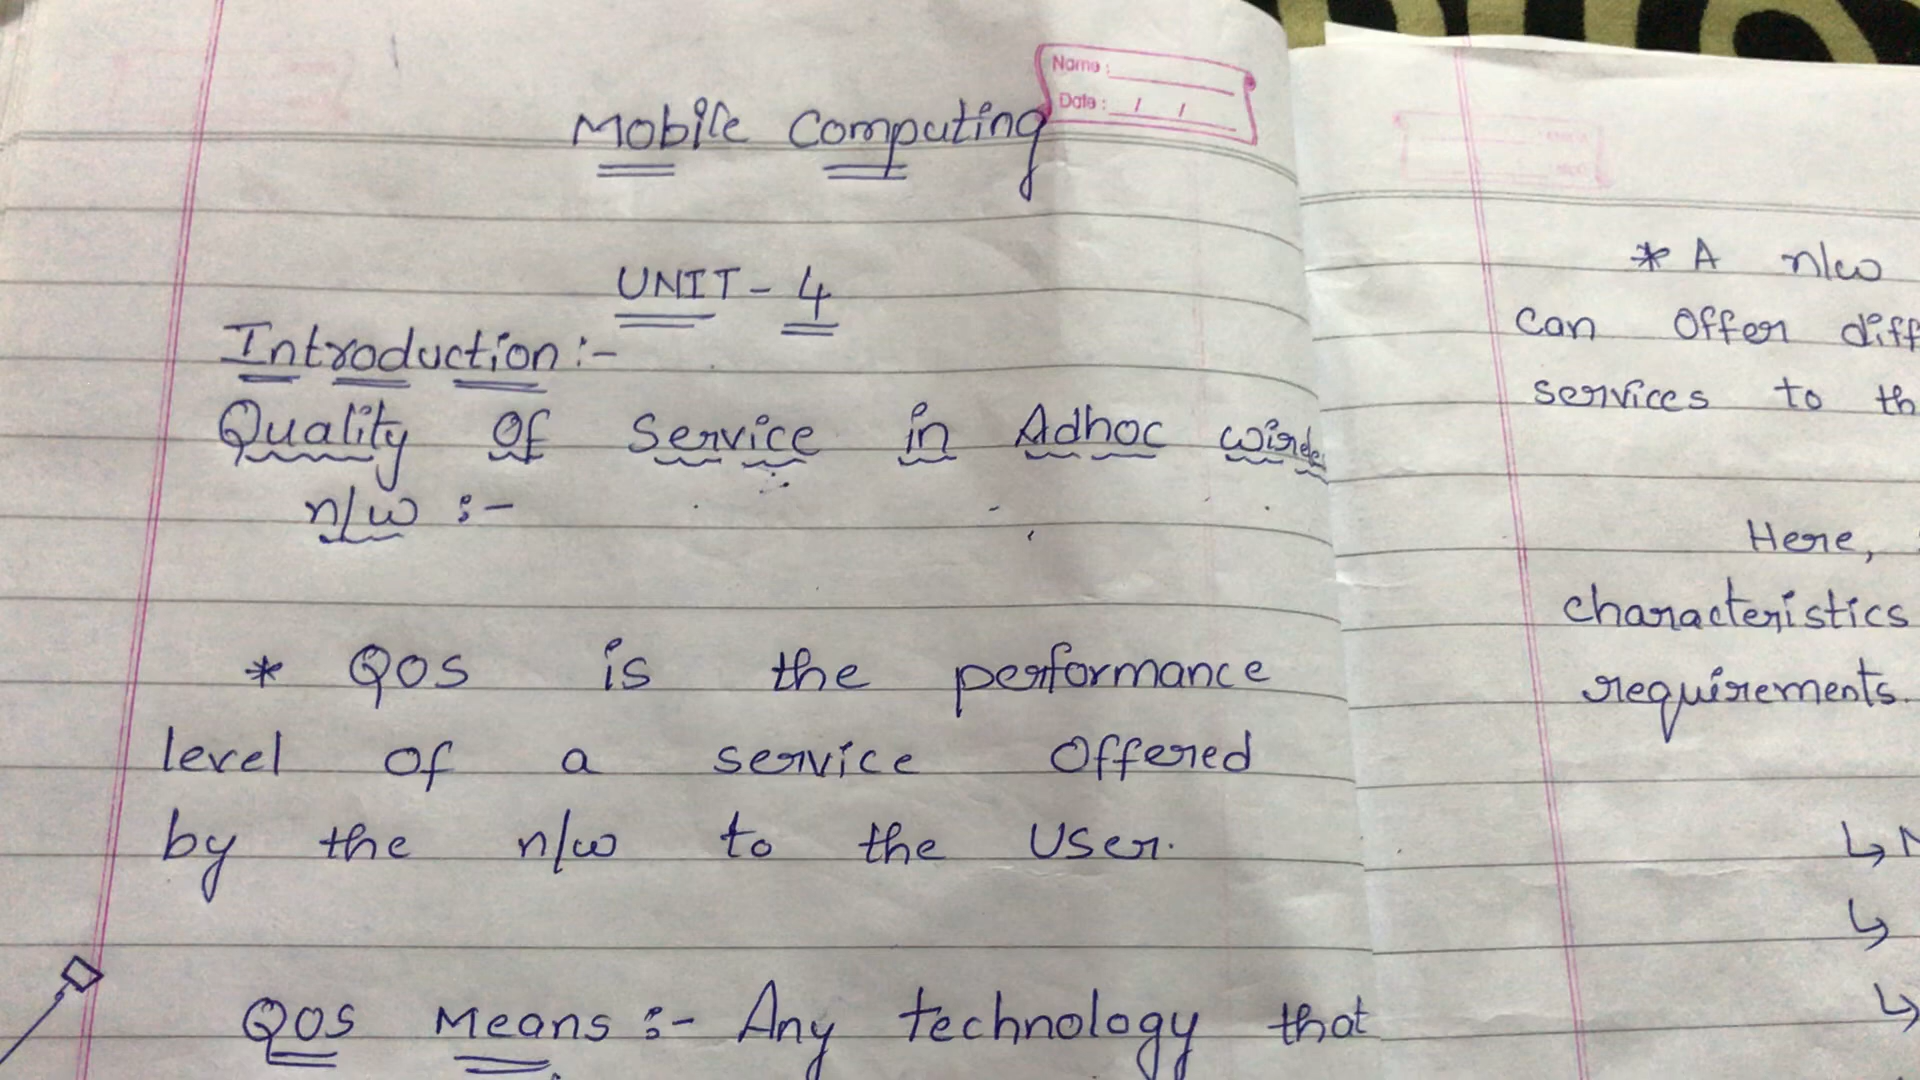 Name :
Date : / /
Mobile Computing
UNIT - 4
Introduction :-
Quality Of Service in Adhoc
n/w :-
* QOS is the performance
level of a service Offered
by the n/w to the User.
QOS Means :- Any technology that
* A n/w
Can Offer diff
services to th
Here,
characteristics
requirements.
↳ N
↳
↳